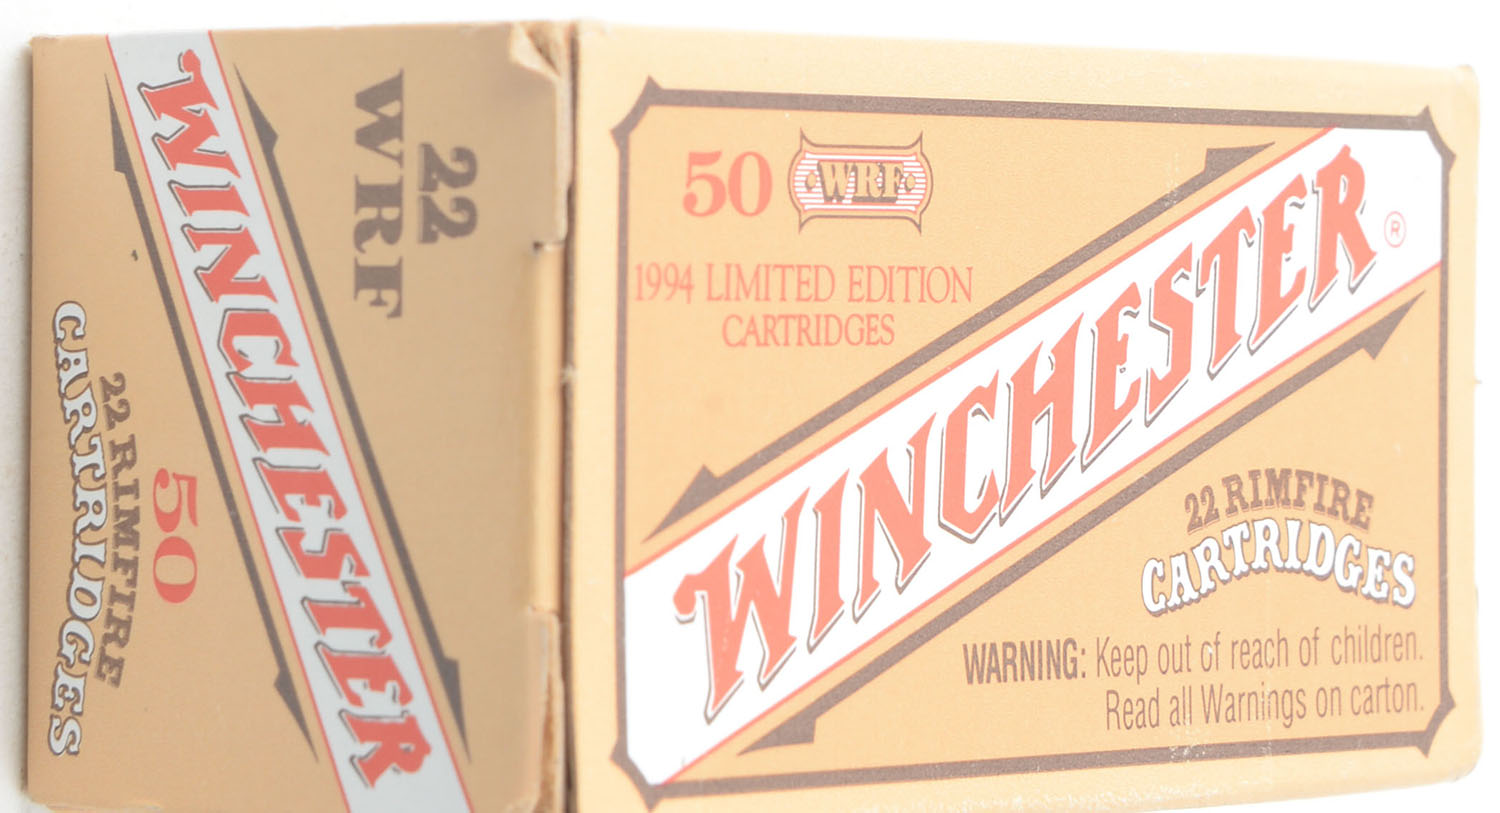 22
WRF
WINCHESTER
50
22 RIMFIRE
CARTRIDGES
50 WRF
1994 LIMITED EDITION
CARTRIDGES
WINCHESTER ®
22 RIMFIRE
CARTRIDGES
WARNING: Keep out of reach of children.
Read all Warnings on carton.